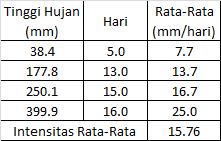 Tinggi Hujan (mm) Hari Rata-Rata (mm/hari)
38.4 5.0 7.7
177.8 13.0 13.7
250.1 15.0 16.7
399.9 16.0 25.0
Intensitas Rata-Rata 15.76